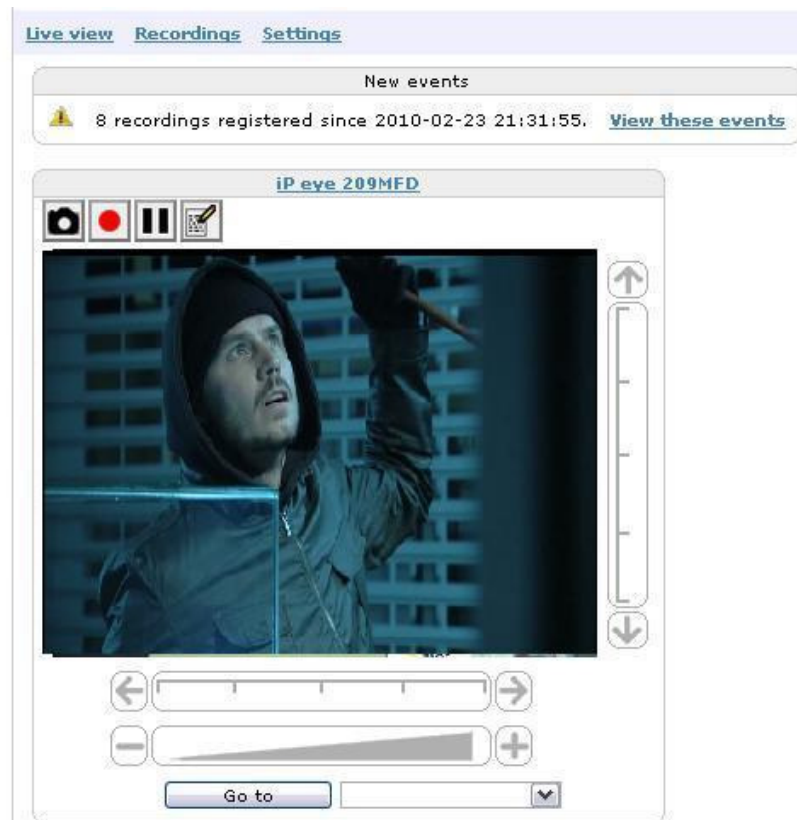 Live view Recordings Settings
New events
8 recordings registered since 2010-02-23 21:31:55. View these events
iP eye 209MFD
Go to